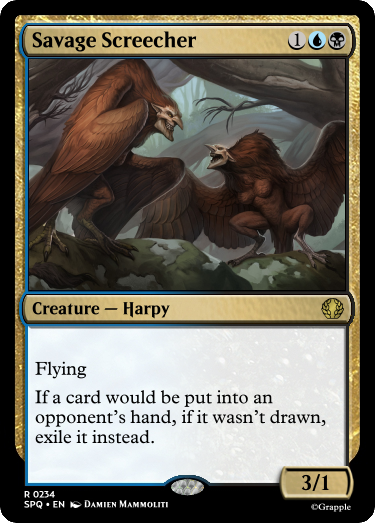 Savage Screecher 1
Creature — Harpy
Flying
If a card would be put into an
opponent's hand, if it wasn't drawn,
exile it instead.
3/1
R 0234
SPQ • EN Damien Mammoliti
©Grapple